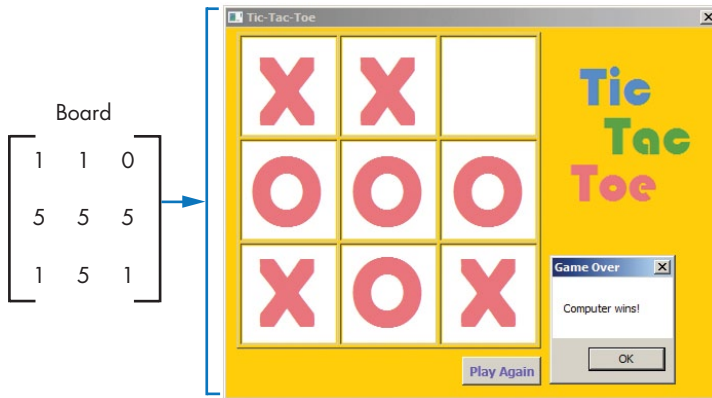 Board
1 1 0
5 5 5
1 5 1
Tic-Tac-Toe
X X
O O O
X O X
Tic
Tac
Toe
Game Over
Computer wins!
OK
Play Again